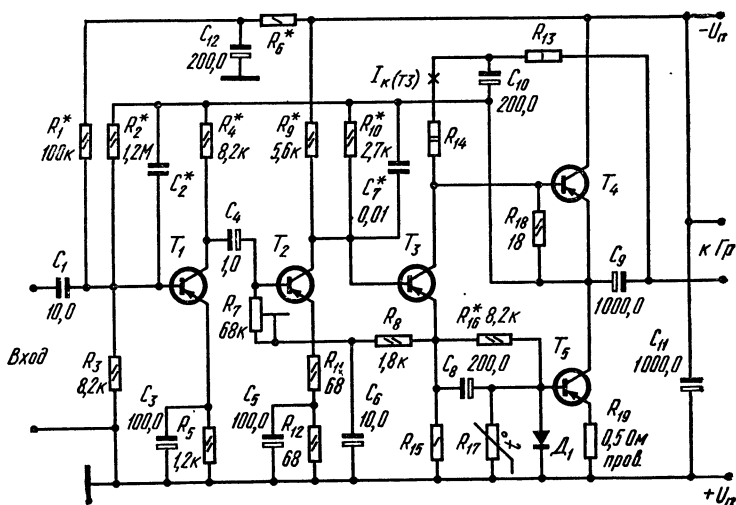 C12
200,0
R6*
−Uп
R13
Iк(Т3)
C10
200,0
R1*
100к
R2*
1,2М
C2*
R4*
8,2к
R9*
5,6к
R10*
2,7к
C7*
0,01
R14
T4
R18
18
C4
1,0
T1
T2
T3
C1
10,0
к Гр
C9
1000,0
R7
68к
R8
1,8к
R16* 8,2к
C8
200,0
T5
C11
1000,0
Вход
R3
8,2к
R11
68
C3
100,0
R5
1,2к
C5
100,0
R12
68
C6
10,0
R15
R17
t°
Д1
R19
0,5 Ом
пров.
+Uп